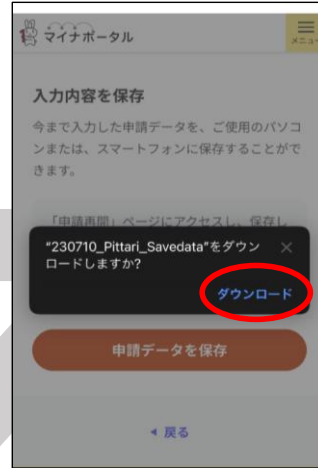 マイナポータル
メニュー
入力内容を保存
今まで入力した申請データを、ご使用のパソコ
ンまたは、スマートフォンに保存することがで
きます。
「申請再開」ページにアクセスし、保存し
“230710_Pittari_Savedata”をダウン
ロードしますか?
ダウンロード
申請データを保存
戻る